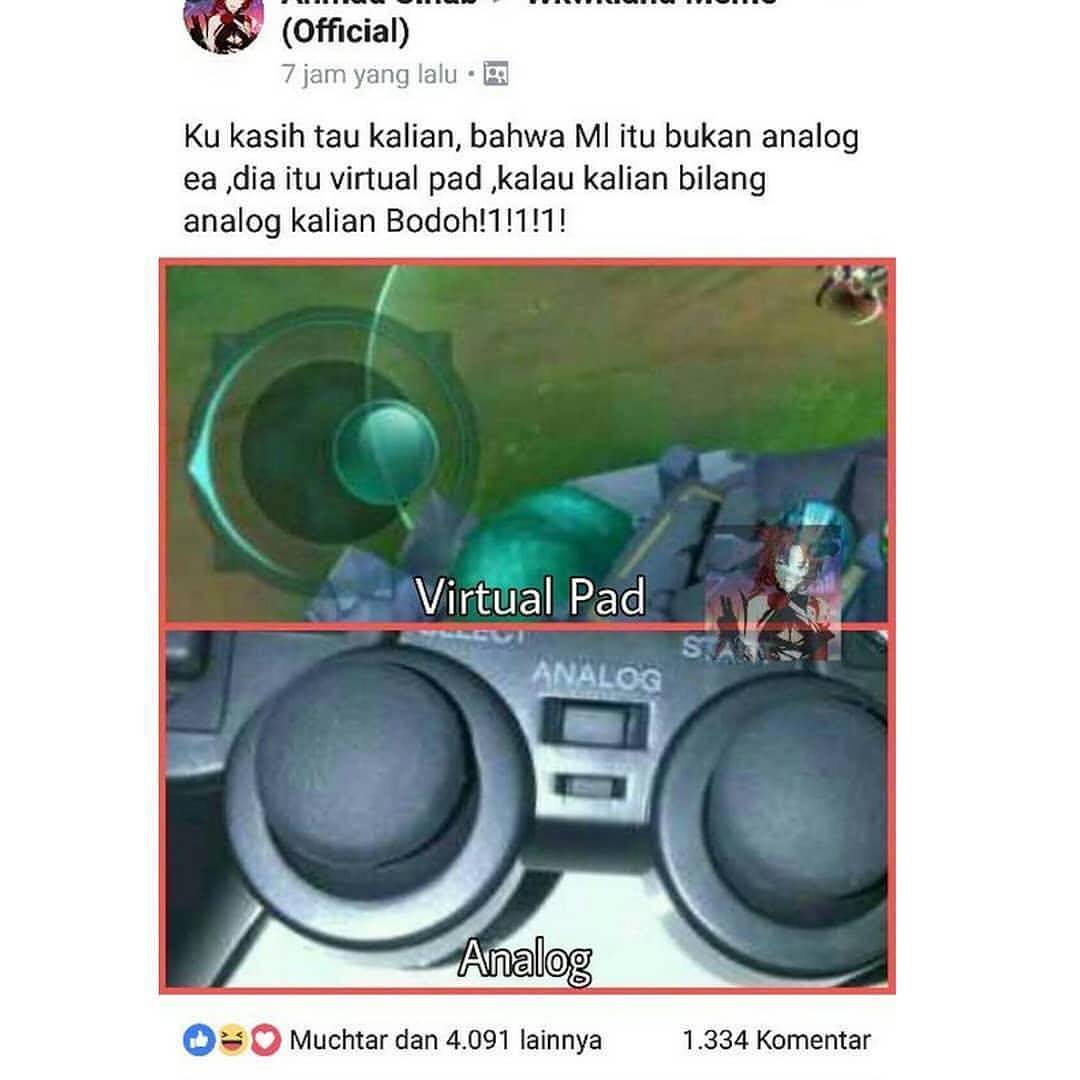 (Official)
7 jam yang lalu •
Ku kasih tau kalian, bahwa Ml itu bukan analog
ea ,dia itu virtual pad ,kalau kalian bilang
analog kalian Bodoh!1!1!1!
Virtual Pad
SELECT
ANALOG
Analog
Muchtar dan 4.091 lainnya
1.334 Komentar